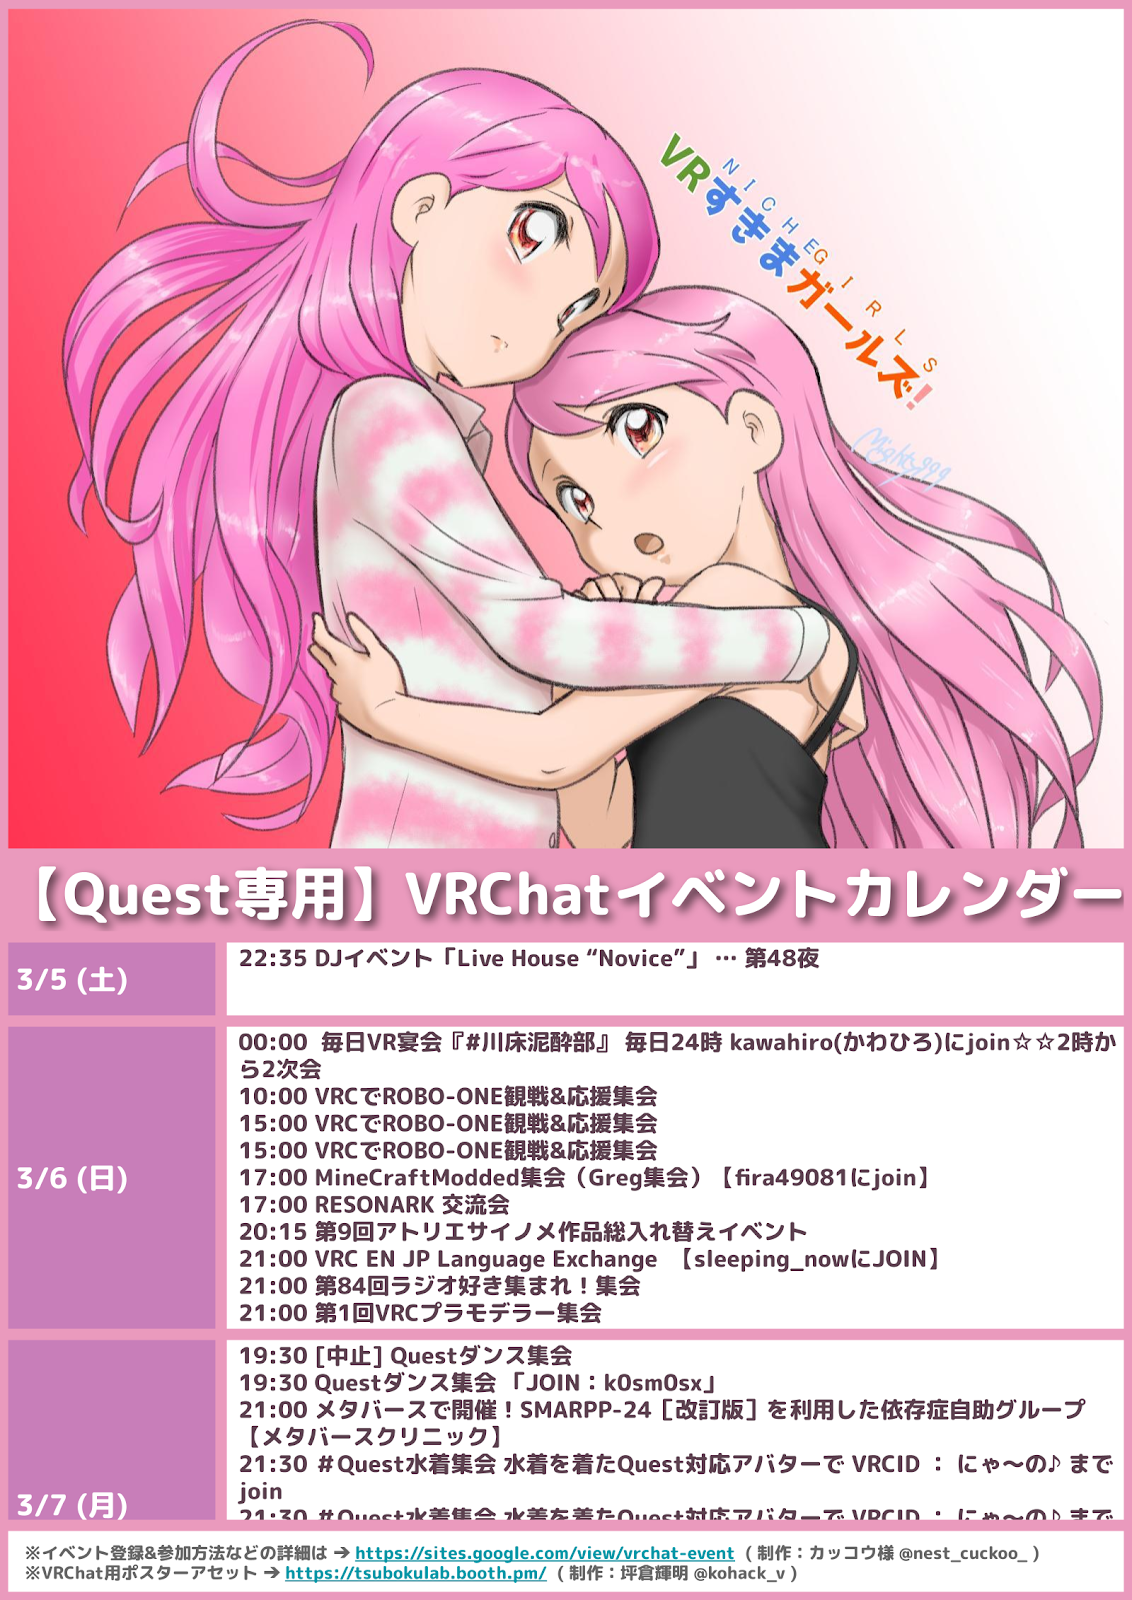 NICHE GIRLS
VRすきまガールズ!
Mighty999
【Quest専用】VRChatイベントカレンダー
3/5 (土)
22:35 DJイベント「Live House “Novice”」 … 第48夜
3/6 (日)
00:00 毎日VR宴会『#川床泥酔部』 毎日24時 kawahiro(かわひろ)にjoin☆☆2時か
ら2次会
10:00 VRCでROBO-ONE観戦&応援集会
15:00 VRCでROBO-ONE観戦&応援集会
15:00 VRCでROBO-ONE観戦&応援集会
17:00 MineCraftModded集会（Greg集会）【fira49081にjoin】
17:00 RESONARK 交流会
20:15 第9回アトリエサイノメ作品総入れ替えイベント
21:00 VRC EN JP Language Exchange 【sleeping_nowにJOIN】
21:00 第84回ラジオ好き集まれ！集会
21:00 第1回VRCプラモデラー集会
3/7 (月)
19:30 [中止] Questダンス集会
19:30 Questダンス集会 「JOIN：k0sm0sx」
21:00 メタバースで開催！SMARPP-24［改訂版］を利用した依存症自助グループ
【メタバースクリニック】
21:30 ＃Quest水着集会 水着を着たQuest対応アバターで VRCID ： にゃ～の♪ まで
join
21:30 ＃Quest水着集会 水着を着たQuest対応アバターで VRCID ： にゃ～の♪ まで
※イベント登録&参加方法などの詳細は → https://sites.google.com/view/vrchat-event （ 制作：カッコウ様 @nest_cuckoo_ ）
※VRChat用ポスターアセット → https://tsubokulab.booth.pm/ （ 制作：坪倉輝明 @kohack_v ）